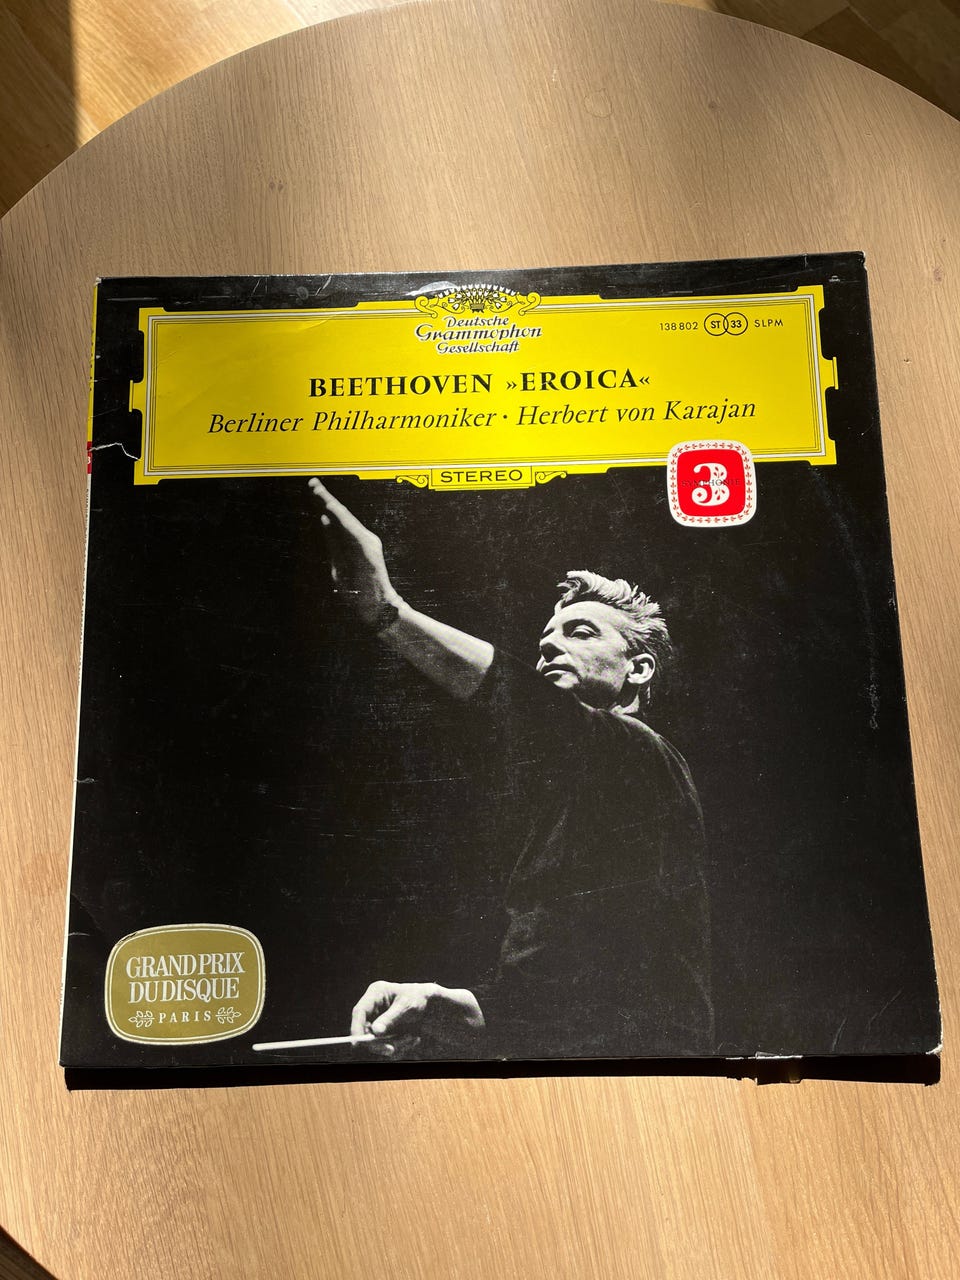 Deutsche
Grammophon
Gesellschaft
138 802 ST 33 SLPM
BEETHOVEN »EROICA«
Berliner Philharmoniker · Herbert von Karajan
STEREO
SYMPHONIE
3
GRAND PRIX
DU DISQUE
PARIS